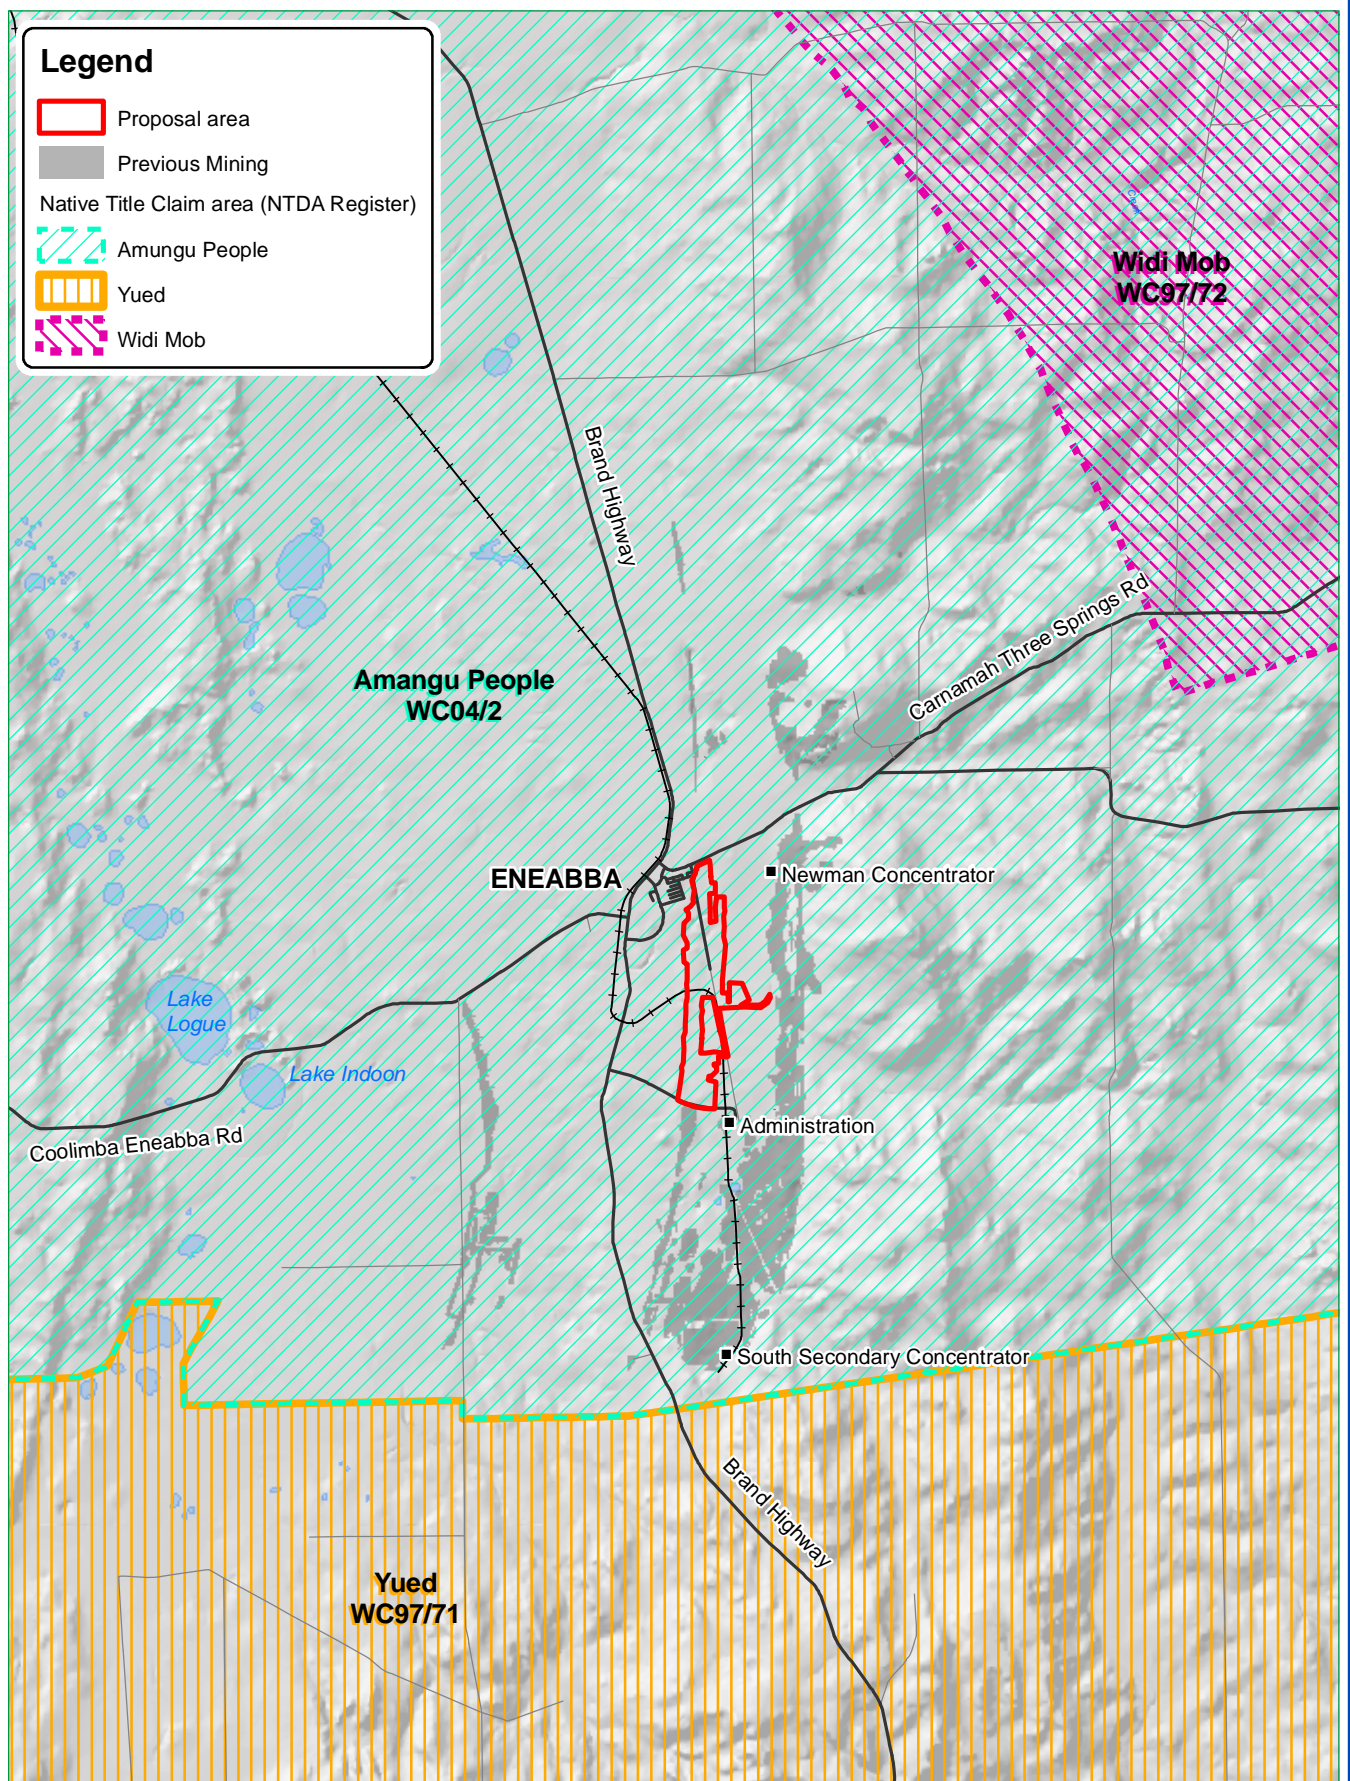 Legend
Proposal area
Previous Mining
Native Title Claim area (NTDA Register)
Amungu People
Yued
Widi Mob
Creek
Widi Mob
WC97/72
Brand Highway
Carnamah Three Springs Rd
Amangu People
WC04/2
ENEABBA
Newman Concentrator
Lake
Logue
Lake Indoon
Administration
Coolimba Eneabba Rd
South Secondary Concentrator
Brand Highway
Yued
WC97/71